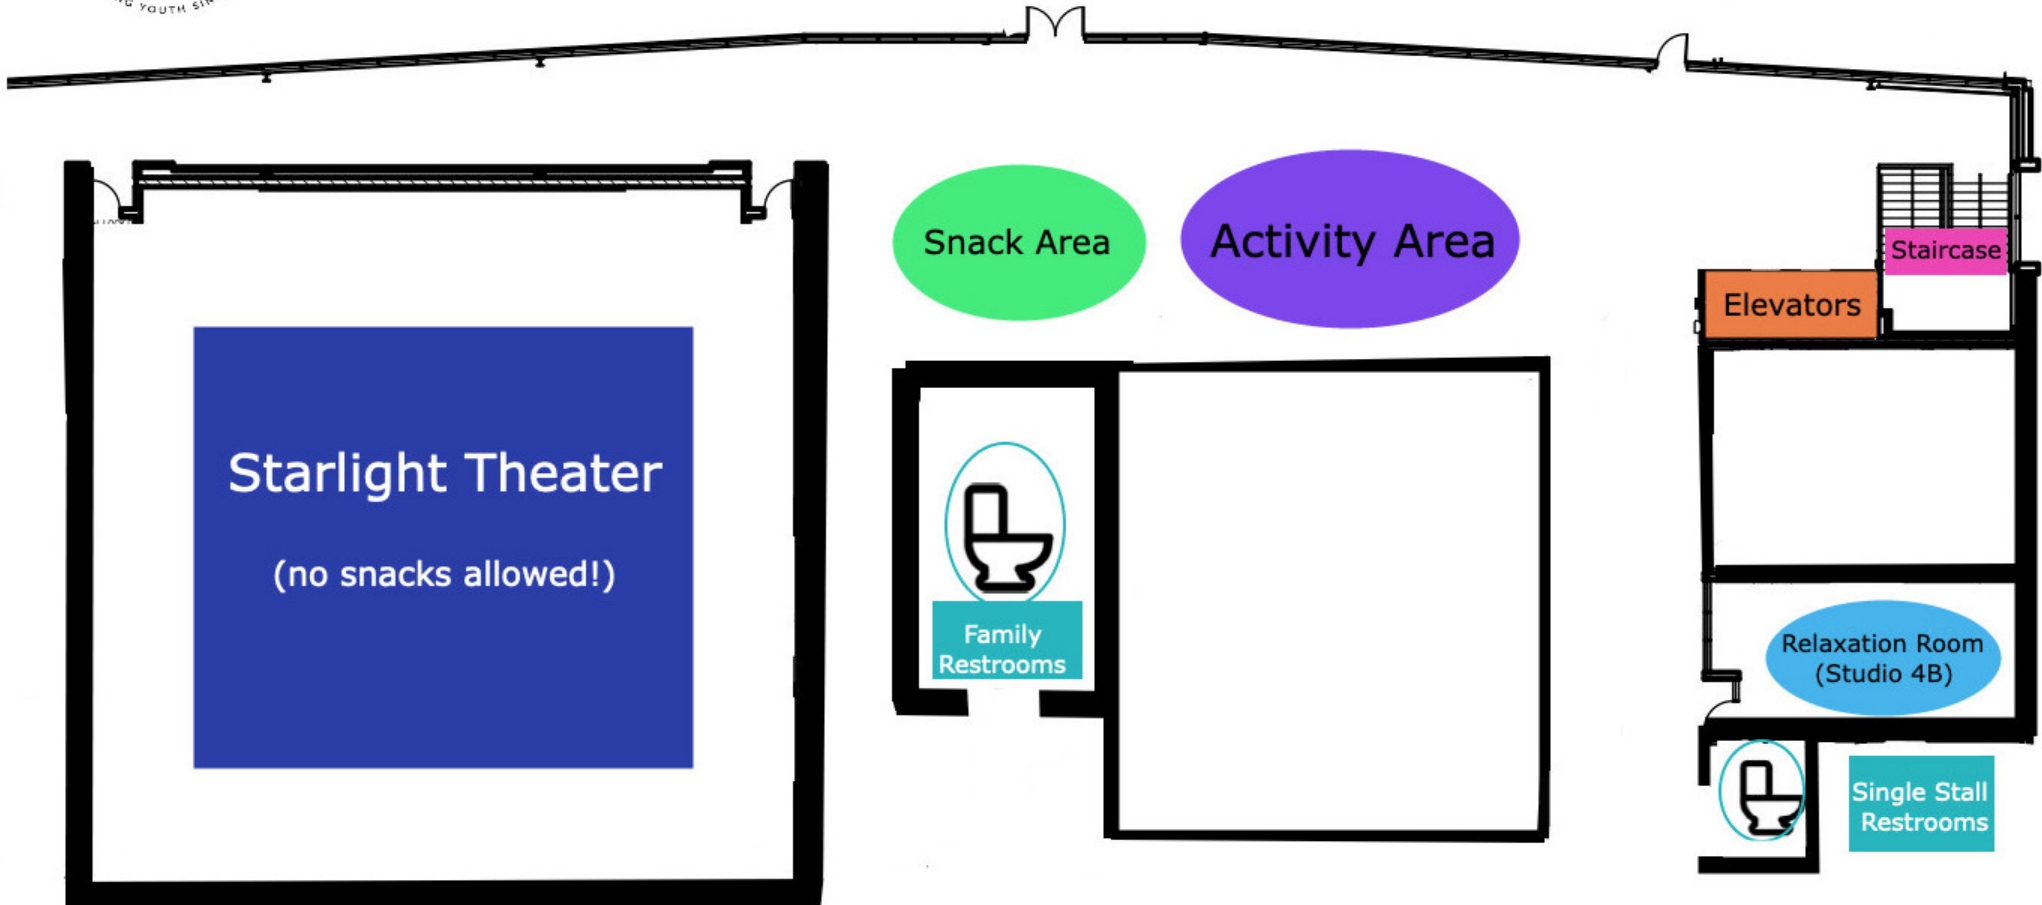 YOUTH
Snack Area
Activity Area
Staircase
Elevators
Starlight Theater
(no snacks allowed!)
Family
Restrooms
Relaxation Room
(Studio 4B)
Single Stall
Restrooms